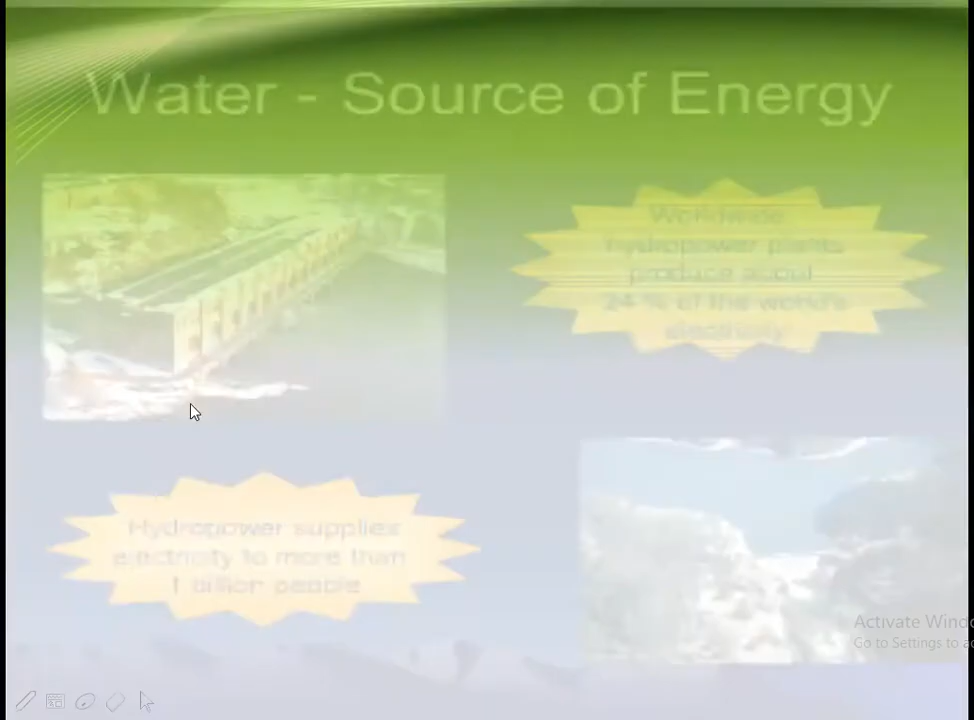 Water - Source of Energy
Worldwide,
hydropower plants
produce about
24 % of the world's
electricity
Hydropower supplies
electricity to more than
1 billion people
Activate Windo
Go to Settings to ac